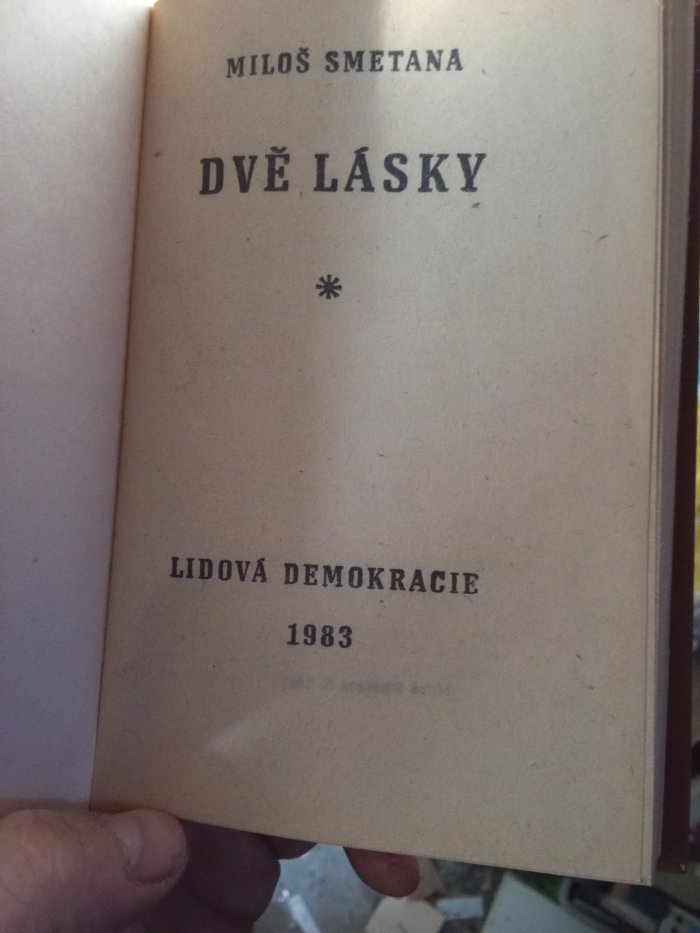 MILOŠ SMETANA
DVĚ LÁSKY
LIDOVÁ DEMOKRACIE
1983